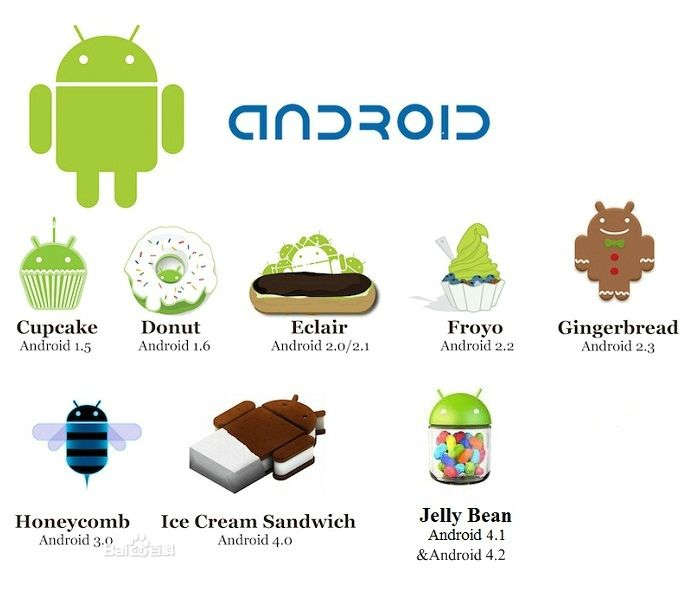 ANDROID
Cupcake
Android 1.5
Donut
Android 1.6
Eclair
Android 2.0/2.1
Froyo
Android 2.2
Gingerbread
Android 2.3
Honeycomb
Android 3.0
Ice Cream Sandwich
Android 4.0
Jelly Bean
Android 4.1
&Android 4.2
Bai百科